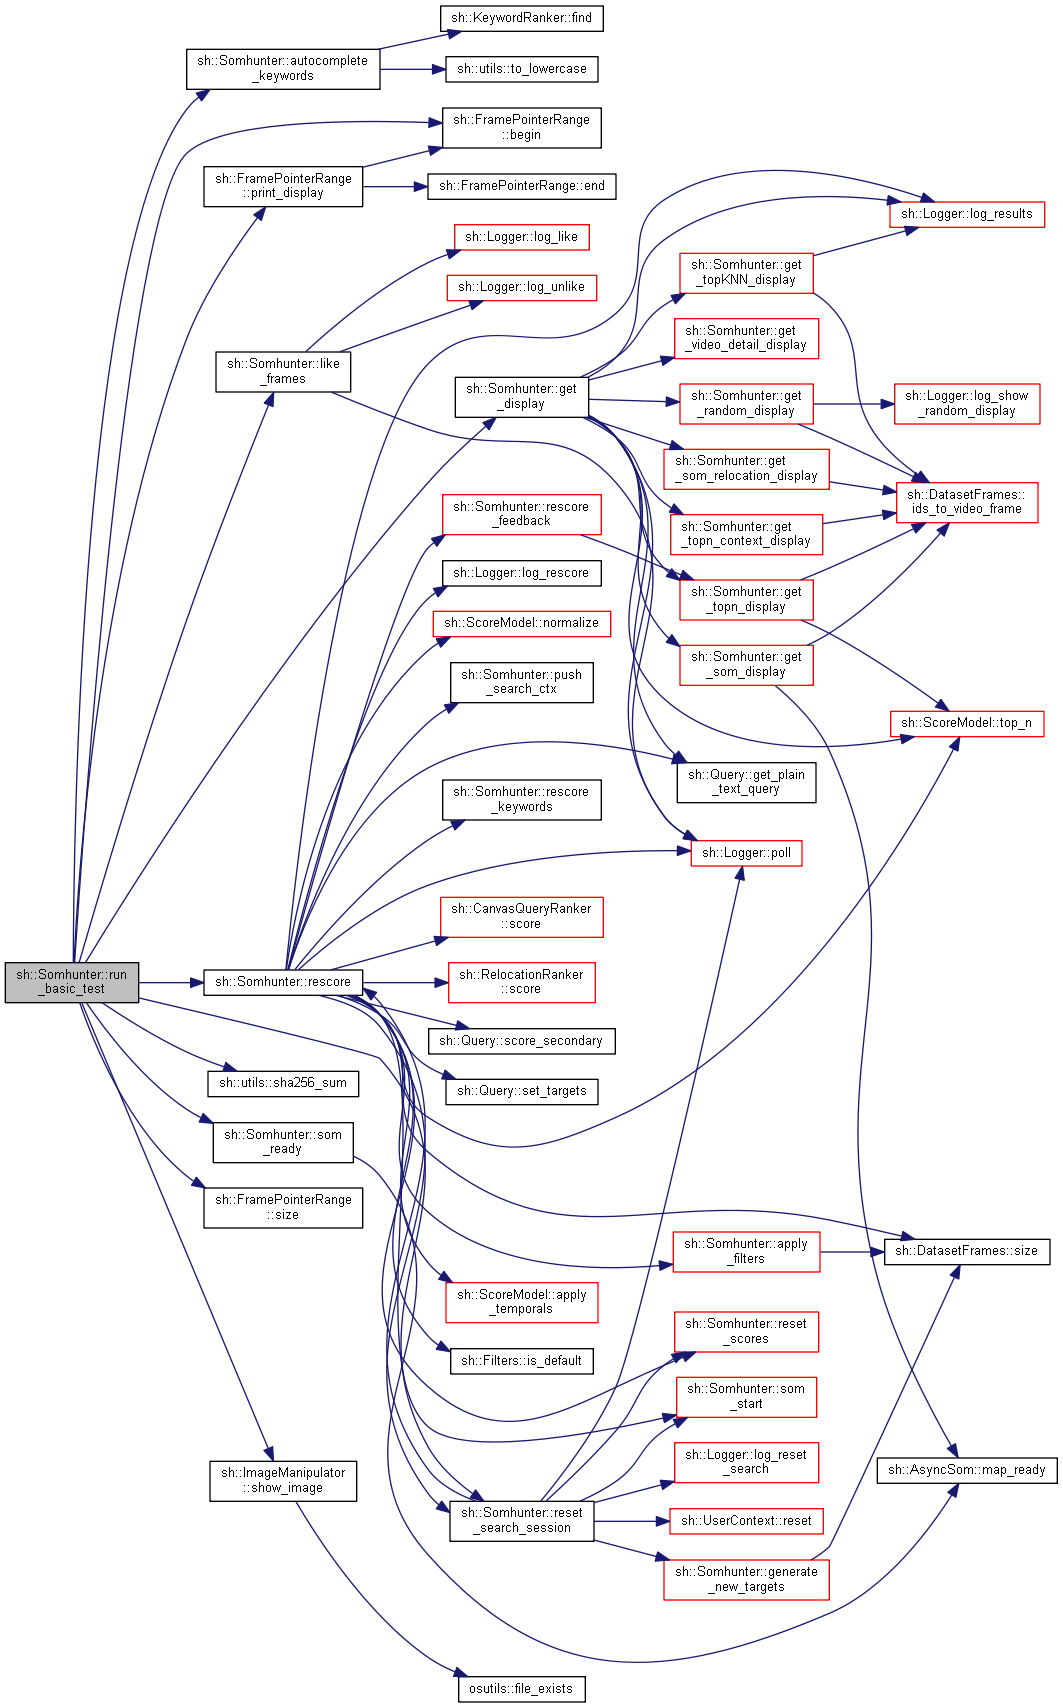 sh::KeywordRanker::find
sh::Somhunter::autocomplete
_keywords
sh::utils::to_lowercase
sh::FramePointerRange
::begin
sh::FramePointerRange
::print_display
sh::FramePointerRange::end
sh::Logger::log_results
sh::Logger::log_like
sh::Somhunter::get
_topKNN_display
sh::Logger::log_unlike
sh::Somhunter::get
_video_detail_display
sh::Somhunter::like
_frames
sh::Somhunter::get
_display
sh::Somhunter::get
_random_display
sh::Logger::log_show
_random_display
sh::Somhunter::get
_som_relocation_display
sh::DatasetFrames::
ids_to_video_frame
sh::Somhunter::rescore
_feedback
sh::Somhunter::get
_topn_context_display
sh::Logger::log_rescore
sh::Somhunter::get
_topn_display
sh::ScoreModel::normalize
sh::Somhunter::get
_som_display
sh::Somhunter::push
_search_ctx
sh::ScoreModel::top_n
sh::Query::get_plain
_text_query
sh::Somhunter::rescore
_keywords
sh::Logger::poll
sh::CanvasQueryRanker
::score
sh::Somhunter::run
_basic_test
sh::Somhunter::rescore
sh::RelocationRanker
::score
sh::Query::score_secondary
sh::utils::sha256_sum
sh::Query::set_targets
sh::Somhunter::som
_ready
sh::FramePointerRange
::size
sh::Somhunter::apply
_filters
sh::DatasetFrames::size
sh::ScoreModel::apply
_temporals
sh::Somhunter::reset
_scores
sh::Filters::is_default
sh::Somhunter::som
_start
sh::Logger::log_reset
_search
sh::AsyncSom::map_ready
sh::ImageManipulator
::show_image
sh::Somhunter::reset
_search_session
sh::UserContext::reset
sh::Somhunter::generate
_new_targets
osutils::file_exists